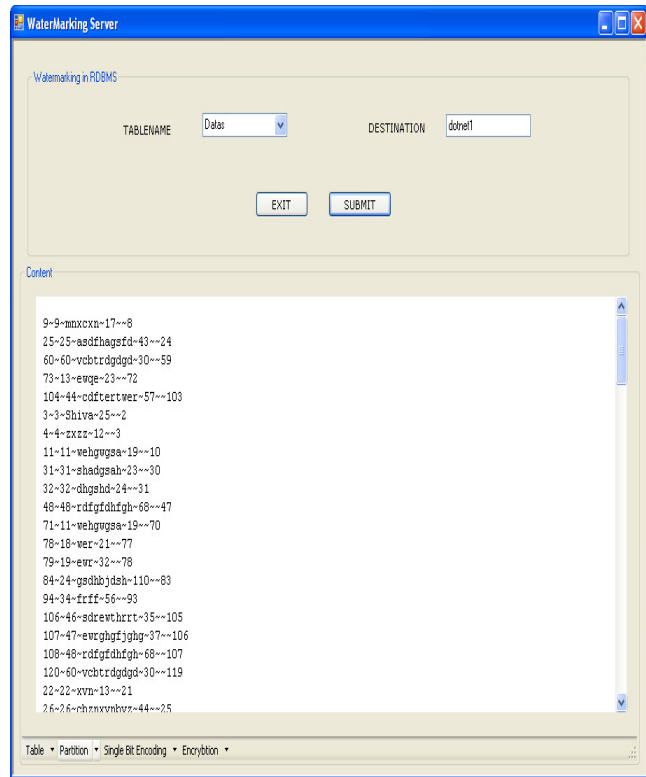 WaterMarking Server
Watermarking in RDBMS
TABLENAME Datas DESTINATION dotnet1
EXIT SUBMIT
Content
9~9~mnxcxn~17~~8
25~25~asdfhagsfd~43~~24
60~60~vcbtrdgdgd~30~~59
73~13~ewqe~23~~72
104~44~cdftertwer~57~~103
3~3~Shiva~25~~2
4~4~zxzz~12~~3
11~11~wehgwgsa~19~~10
31~31~shadgsah~23~~30
32~32~dhgshd~24~~31
48~48~rdfgfdhfgh~68~~47
71~11~wehgwgsa~19~~70
78~18~wer~21~~77
79~19~ewr~32~~78
84~24~gsdhbjdsh~110~~83
94~34~frff~56~~93
106~46~sdrewthrrt~35~~105
107~47~ewrghgfjghg~37~~106
108~48~rdfgfdhfgh~68~~107
120~60~vcbtrdgdgd~30~~119
22~22~xvn~13~~21
Table Partition Single Bit Encoding Encrybtion